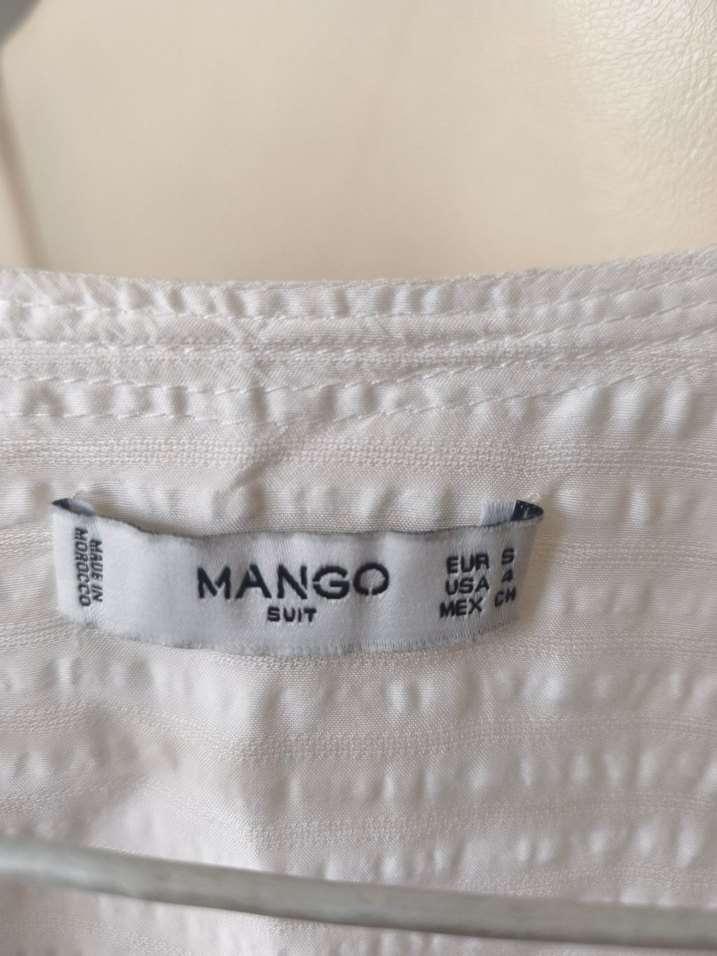 MADE IN
MOROCCO
MANGO
SUIT
EUR S
USA 4
MEX CH